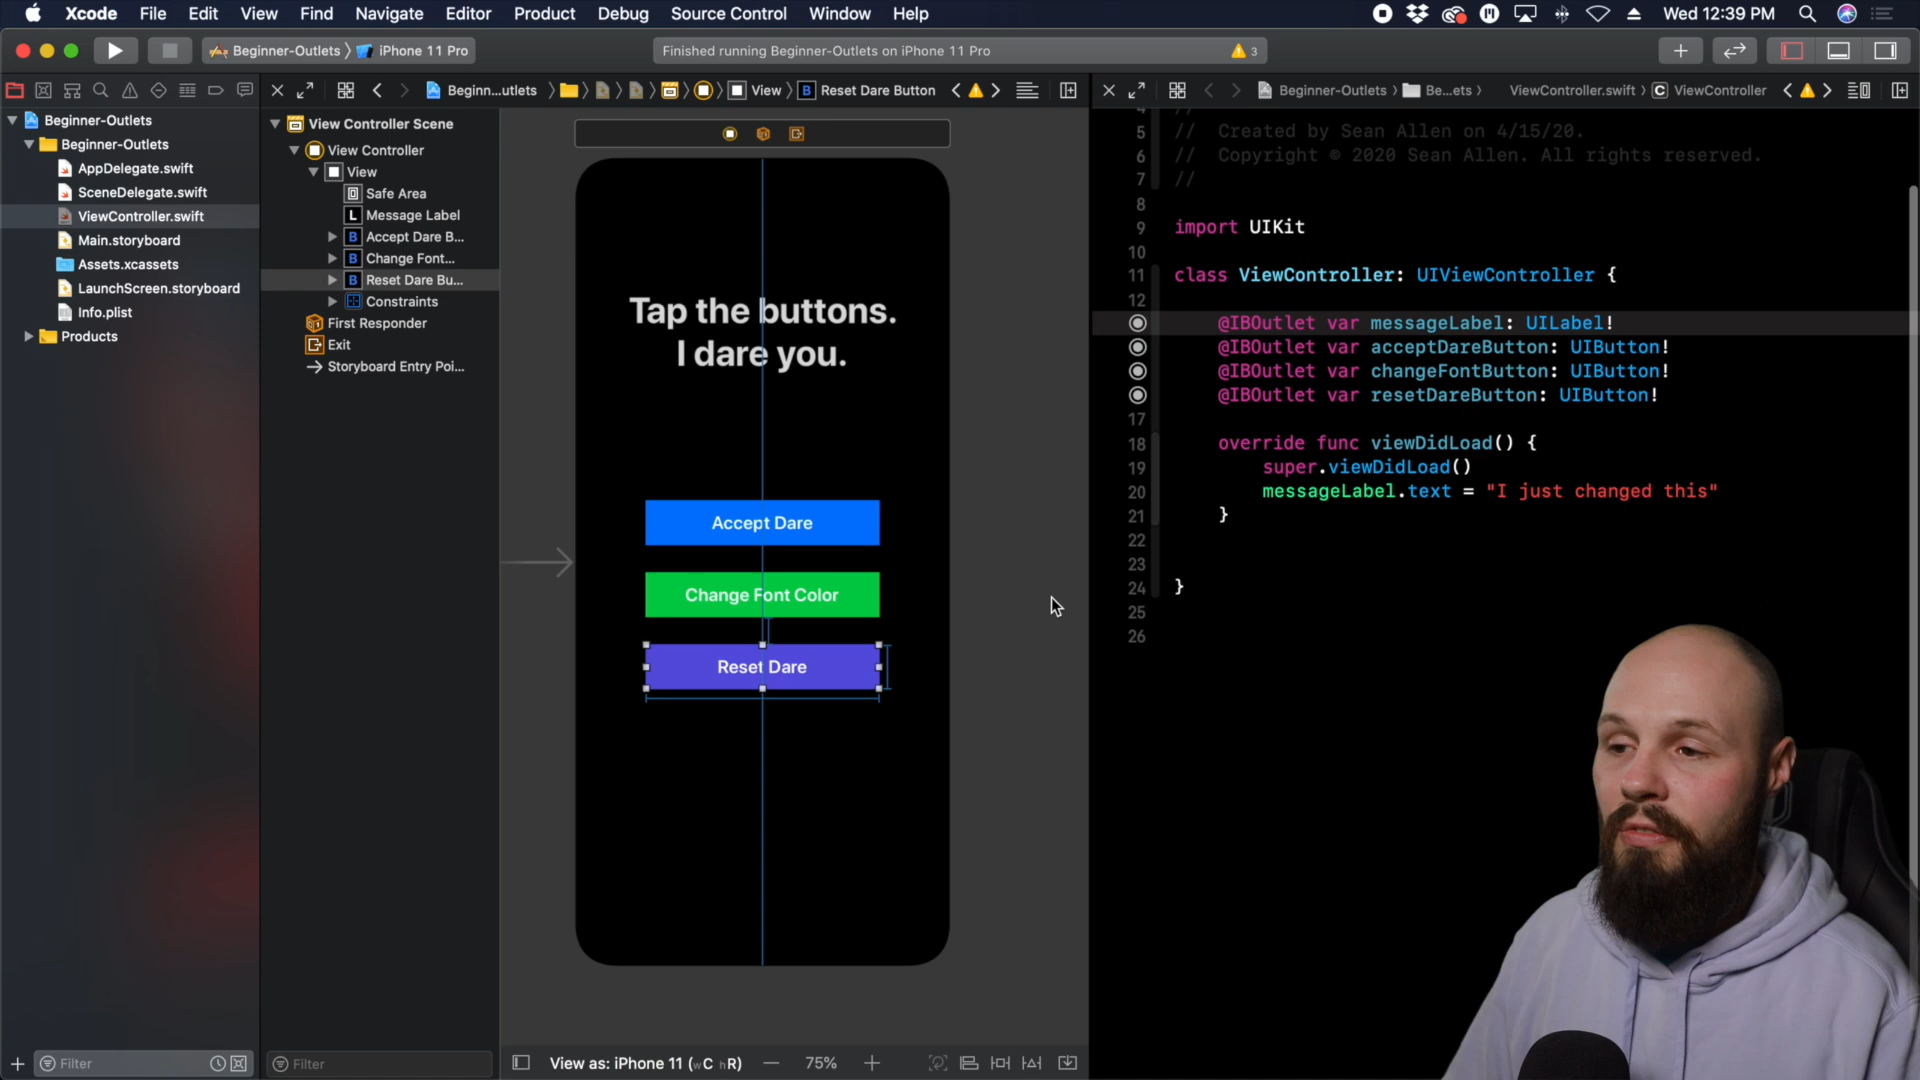 Xcode File Edit View Find Navigate Editor Product Debug Source Control Window Help Wed 12:39 PM
Beginner-Outlets iPhone 11 Pro
Finished running Beginner-Outlets on iPhone 11 Pro 3
Beginn...utlets View B Reset Dare Button
Beginner-Outlets Be...ets ViewController.swift C ViewController
Beginner-Outlets
Beginner-Outlets
AppDelegate.swift
SceneDelegate.swift
ViewController.swift
Main.storyboard
Assets.xcassets
LaunchScreen.storyboard
Info.plist
Products
Filter
View Controller Scene
View Controller
View
Safe Area
L Message Label
B Accept Dare B...
B Change Font...
B Reset Dare Bu...
Constraints
First Responder
Exit
Storyboard Entry Poi...
Filter
Tap the buttons.
I dare you.
Accept Dare
Change Font Color
Reset Dare
View as: iPhone 11 (wC hR) 75%
5 // Created by Sean Allen on 4/15/20.
6 // Copyright © 2020 Sean Allen. All rights reserved.
7 //
8
9 import UIKit
10
11 class ViewController: UIViewController {
12
@IBOutlet var messageLabel: UILabel!
@IBOutlet var acceptDareButton: UIButton!
@IBOutlet var changeFontButton: UIButton!
@IBOutlet var resetDareButton: UIButton!
17
18 override func viewDidLoad() {
19 super.viewDidLoad()
20 messageLabel.text = "I just changed this"
21 }
22
23
24 }
25
26